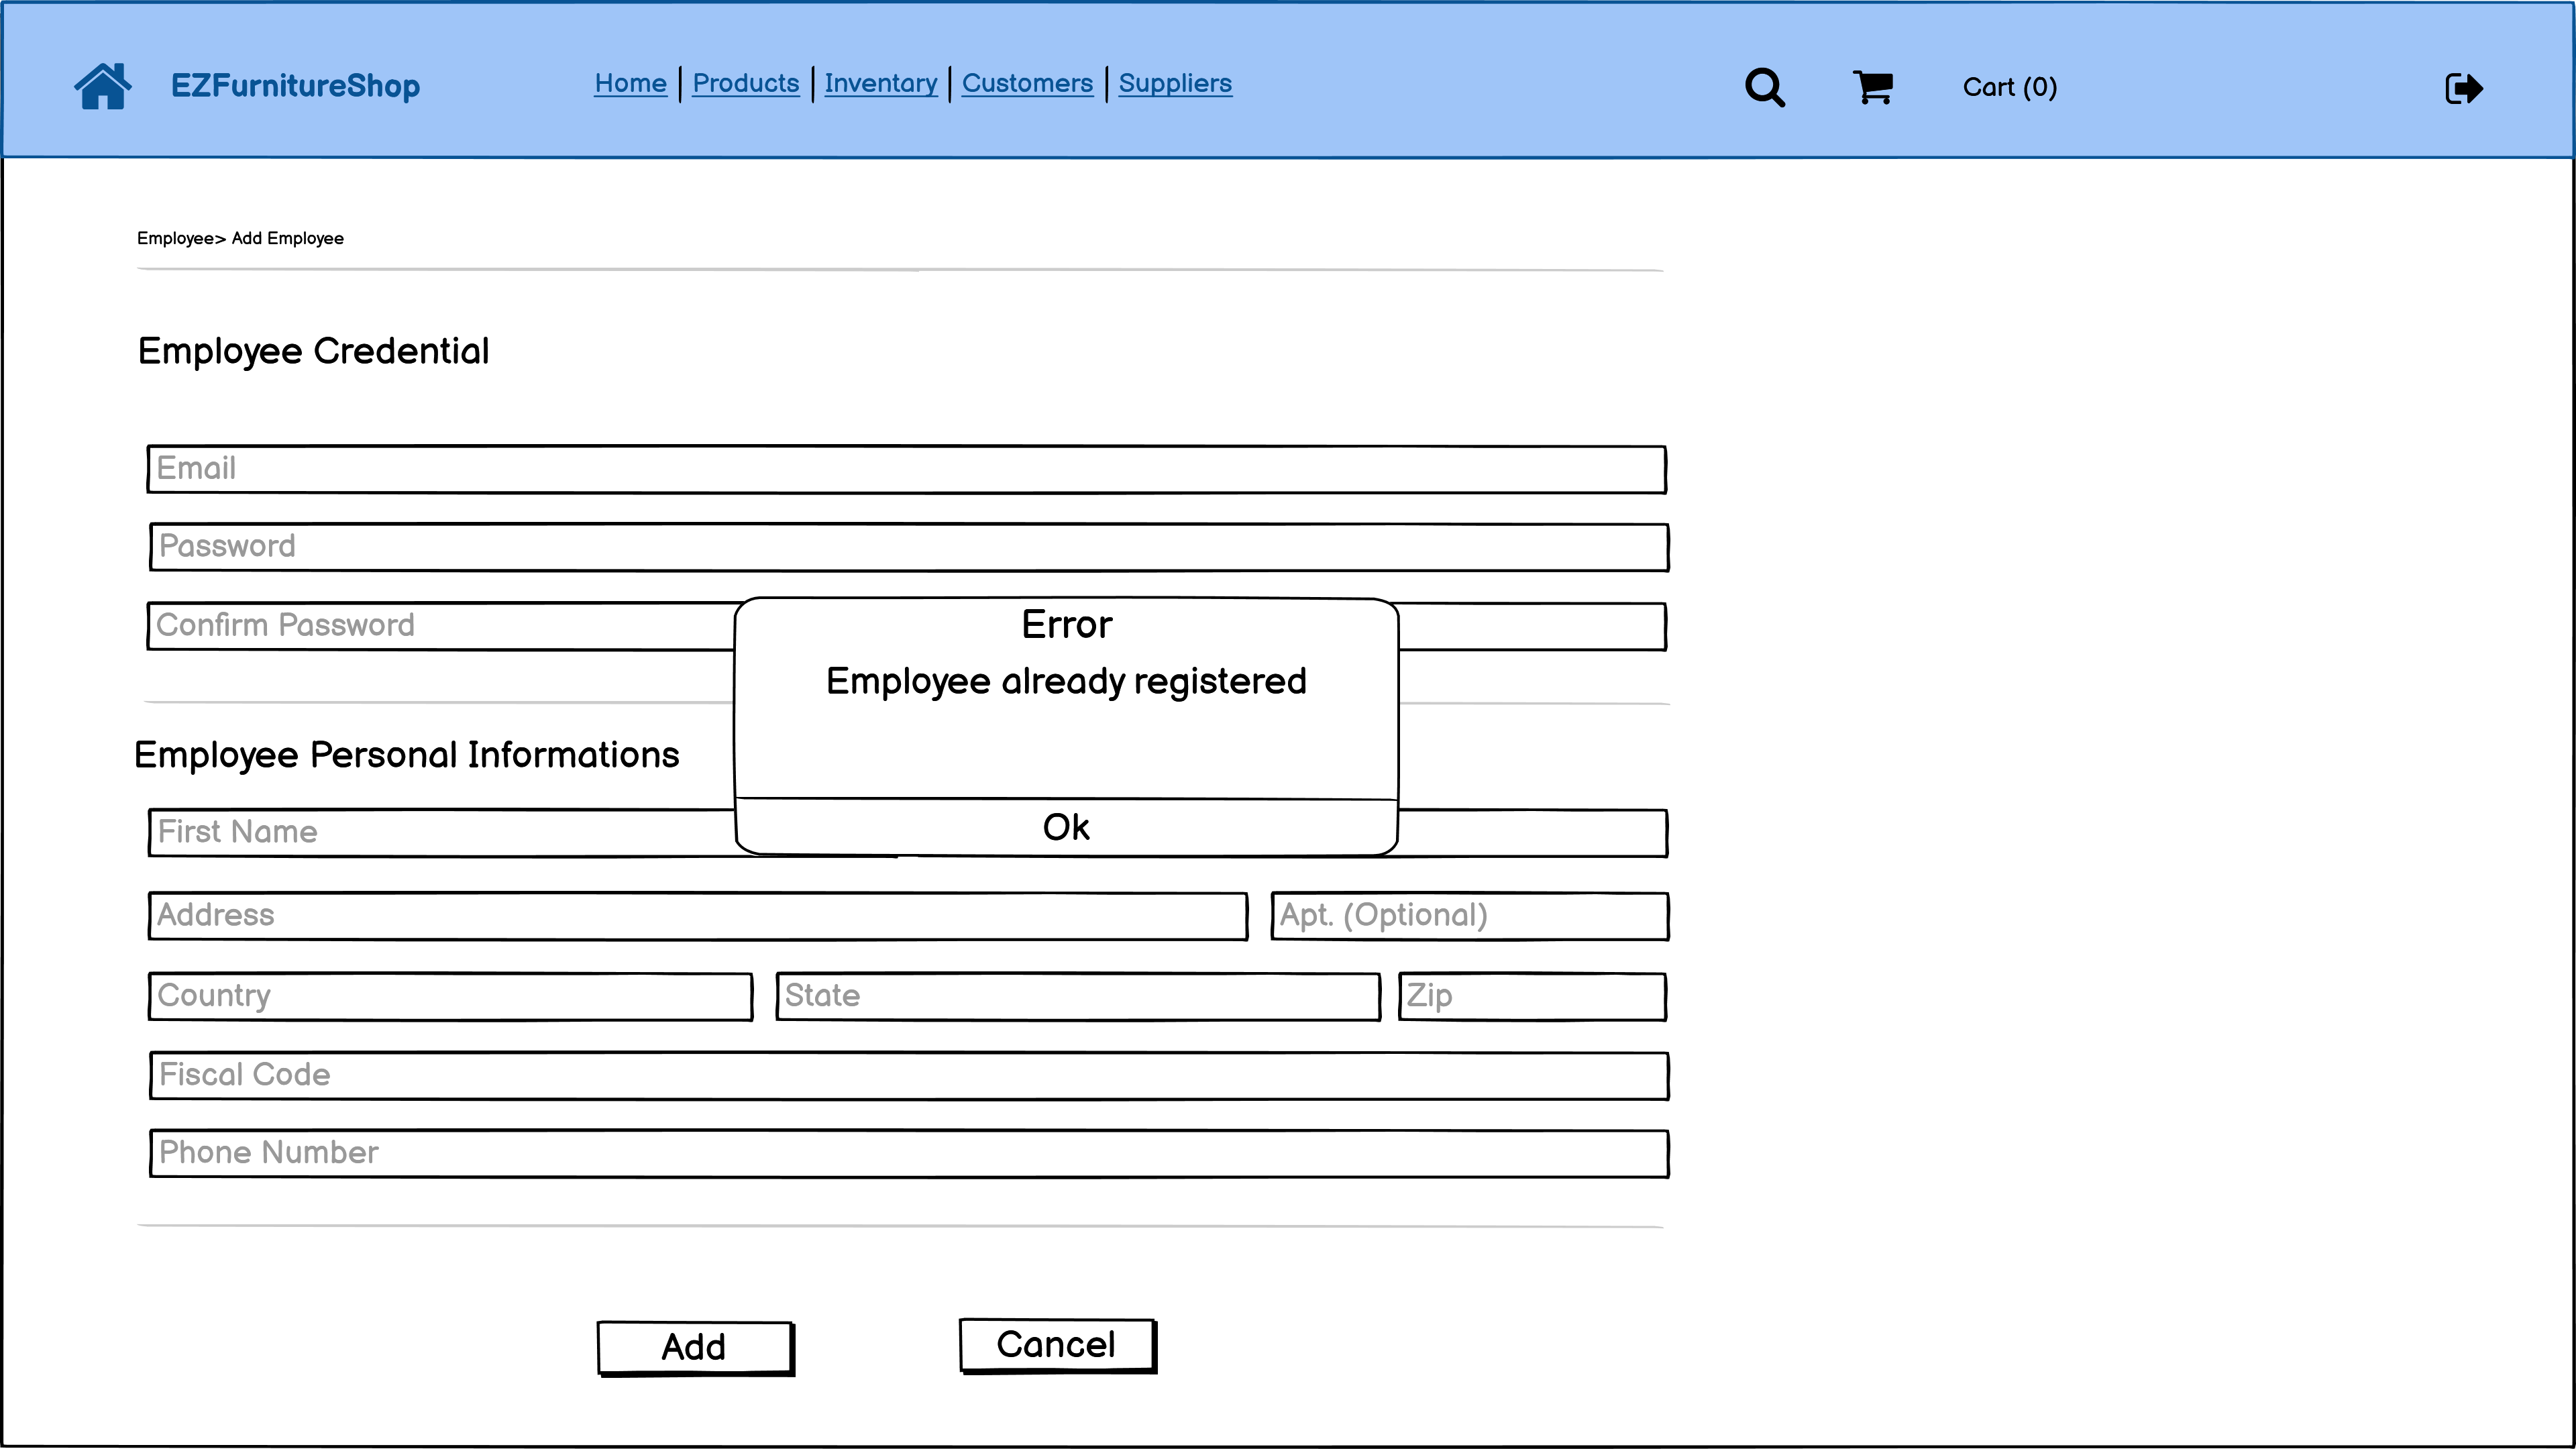 EZFurnitureShop
Home | Products | Inventory | Customers | Suppliers
Cart (0)
Employee> Add Employee
Employee Credential
Email
Password
Confirm Password
Error
Employee already registered
Ok
Employee Personal Informations
First Name
Address
Apt. (Optional)
Country
State
Zip
Fiscal Code
Phone Number
Add
Cancel